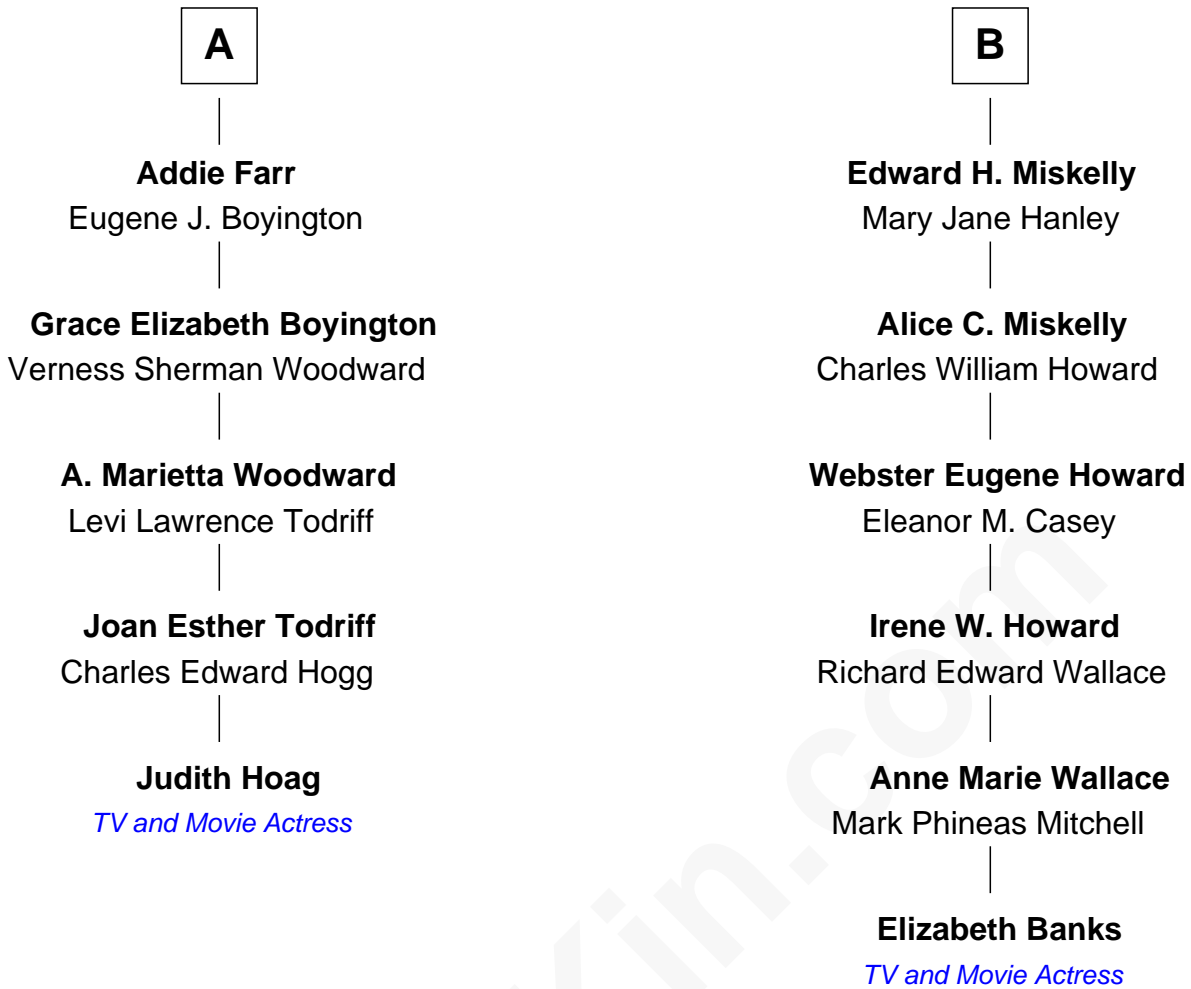 A
Addie Farr
Eugene J. Boyington
Grace Elizabeth Boyington
Verness Sherman Woodward
A. Marietta Woodward
Levi Lawrence Todriff
Joan Esther Todriff
Charles Edward Hogg
Judith Hoag
TV and Movie Actress
B
Edward H. Miskelly
Mary Jane Hanley
Alice C. Miskelly
Charles William Howard
Webster Eugene Howard
Eleanor M. Casey
Irene W. Howard
Richard Edward Wallace
Anne Marie Wallace
Mark Phineas Mitchell
Elizabeth Banks
TV and Movie Actress
Kin.com